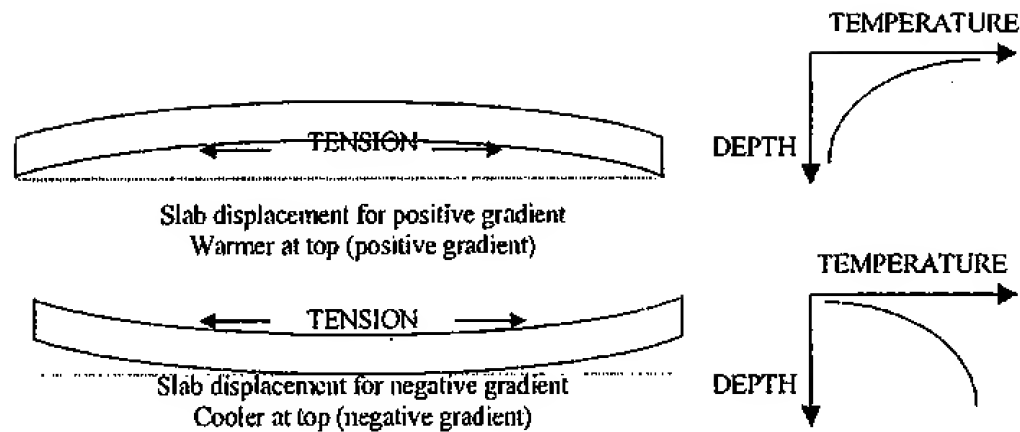 TEMPERATURE
TENSION
DEPTH
Slab displacement for positive gradient
Warmer at top (positive gradient)
TEMPERATURE
TENSION
DEPTH
Slab displacement for negative gradient
Cooler at top (negative gradient)